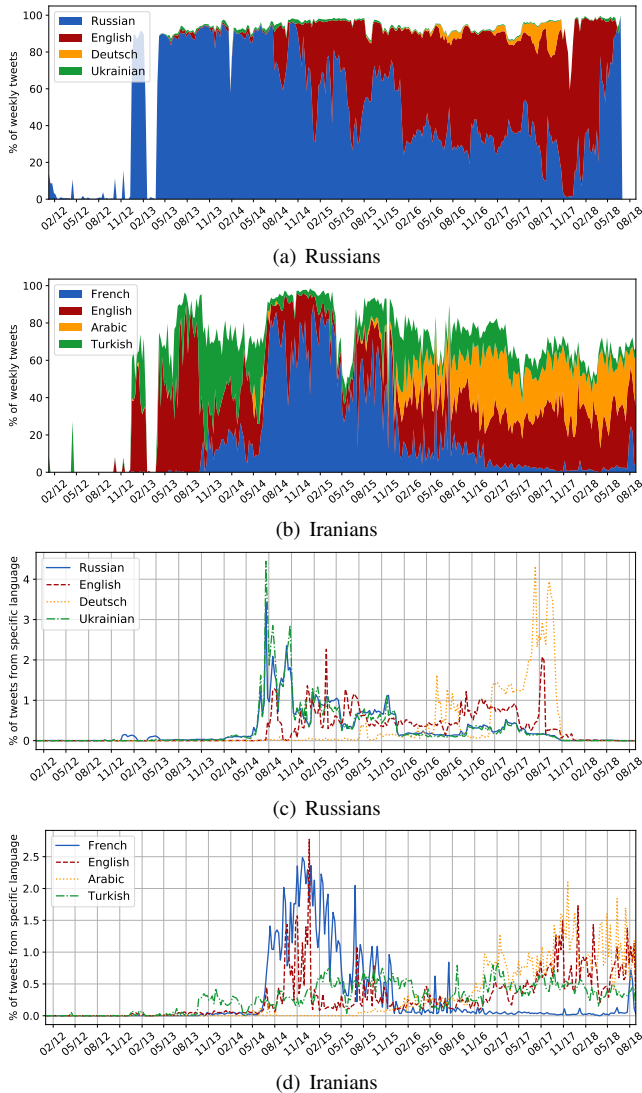 100
80
60
40
20
0
% of weekly tweets
Russian
English
Deutsch
Ukrainian
02/12 05/12 08/12 11/12 02/13 05/13 08/13 11/13 02/14 05/14 08/14 11/14 02/15 05/15 08/15 11/15 02/16 05/16 08/16 11/16 02/17 05/17 08/17 11/17 02/18 05/18 08/18
(a) Russians
100
80
60
40
20
0
% of weekly tweets
French
English
Arabic
Turkish
02/12 05/12 08/12 11/12 02/13 05/13 08/13 11/13 02/14 05/14 08/14 11/14 02/15 05/15 08/15 11/15 02/16 05/16 08/16 11/16 02/17 05/17 08/17 11/17 02/18 05/18 08/18
(b) Iranians
4
3
2
1
0
% of tweets from specific language
Russian
English
Deutsch
Ukrainian
02/12 05/12 08/12 11/12 02/13 05/13 08/13 11/13 02/14 05/14 08/14 11/14 02/15 05/15 08/15 11/15 02/16 05/16 08/16 11/16 02/17 05/17 08/17 11/17 02/18 05/18 08/18
(c) Russians
2.5
2.0
1.5
1.0
0.5
0.0
% of tweets from specific language
French
English
Arabic
Turkish
02/12 05/12 08/12 11/12 02/13 05/13 08/13 11/13 02/14 05/14 08/14 11/14 02/15 05/15 08/15 11/15 02/16 05/16 08/16 11/16 02/17 05/17 08/17 11/17 02/18 05/18 08/18
(d) Iranians